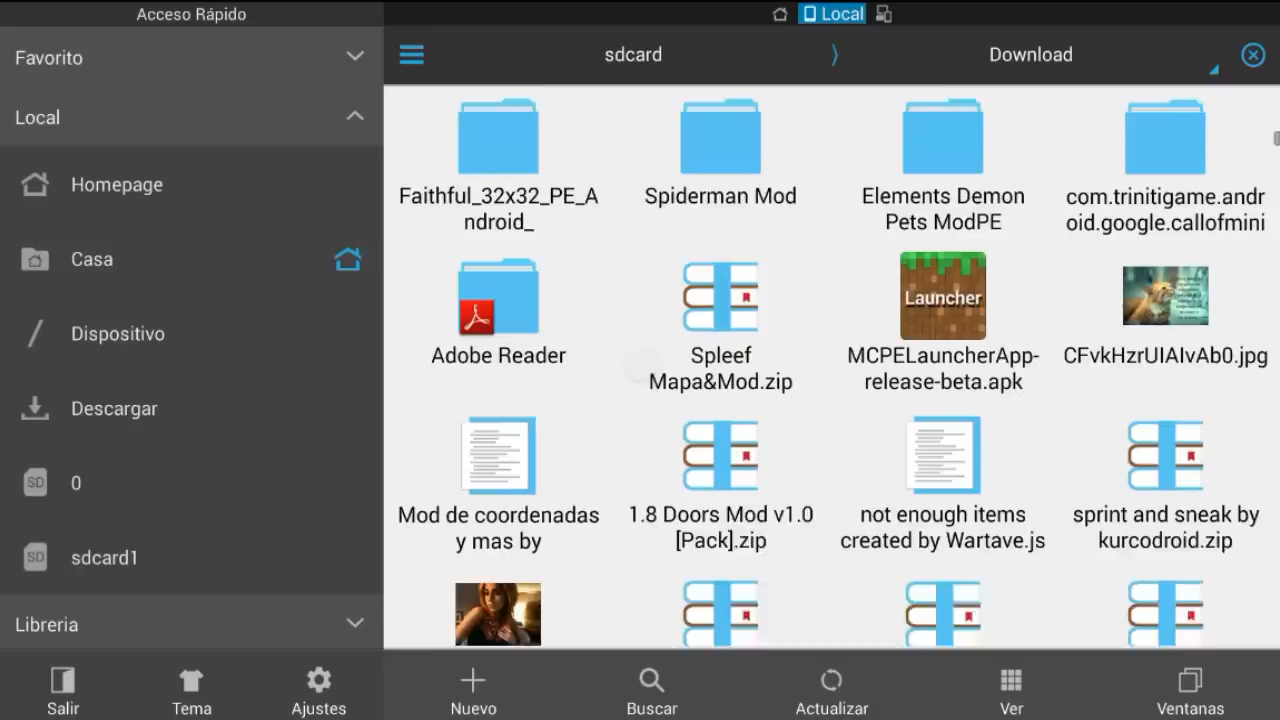 Acceso Rápido
Local
Favorito
Local
Homepage
Casa
Dispositivo
Descargar
SD 0
SD sdcard1
Libreria
Salir
Tema
Ajustes
sdcard
Download
Faithful_32x32_PE_A
ndroid_
Spiderman Mod
Elements Demon
Pets ModPE
com.trinitigame.andr
oid.google.callofmini
Adobe Reader
Spleef
Mapa&Mod.zip
Launcher
MCPELauncherApp-
release-beta.apk
CFvkHzrUIAIvAb0.jpg
Mod de coordenadas
y mas by
1.8 Doors Mod v1.0
[Pack].zip
not enough items
created by Wartave.js
sprint and sneak by
kurcodroid.zip
Nuevo
Buscar
Actualizar
Ver
Ventanas